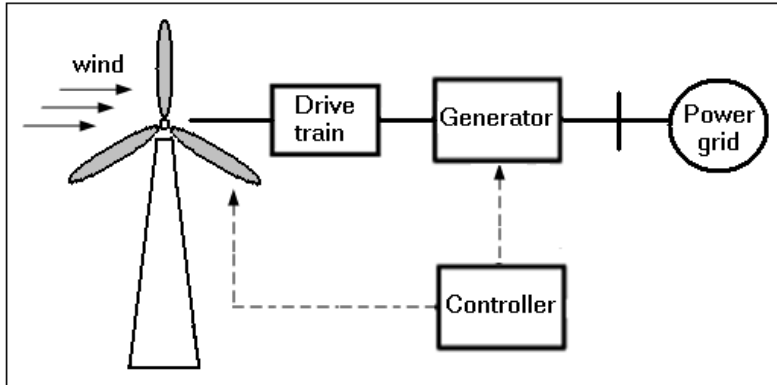 wind
Drive
train
Generator
Power
grid
Controller